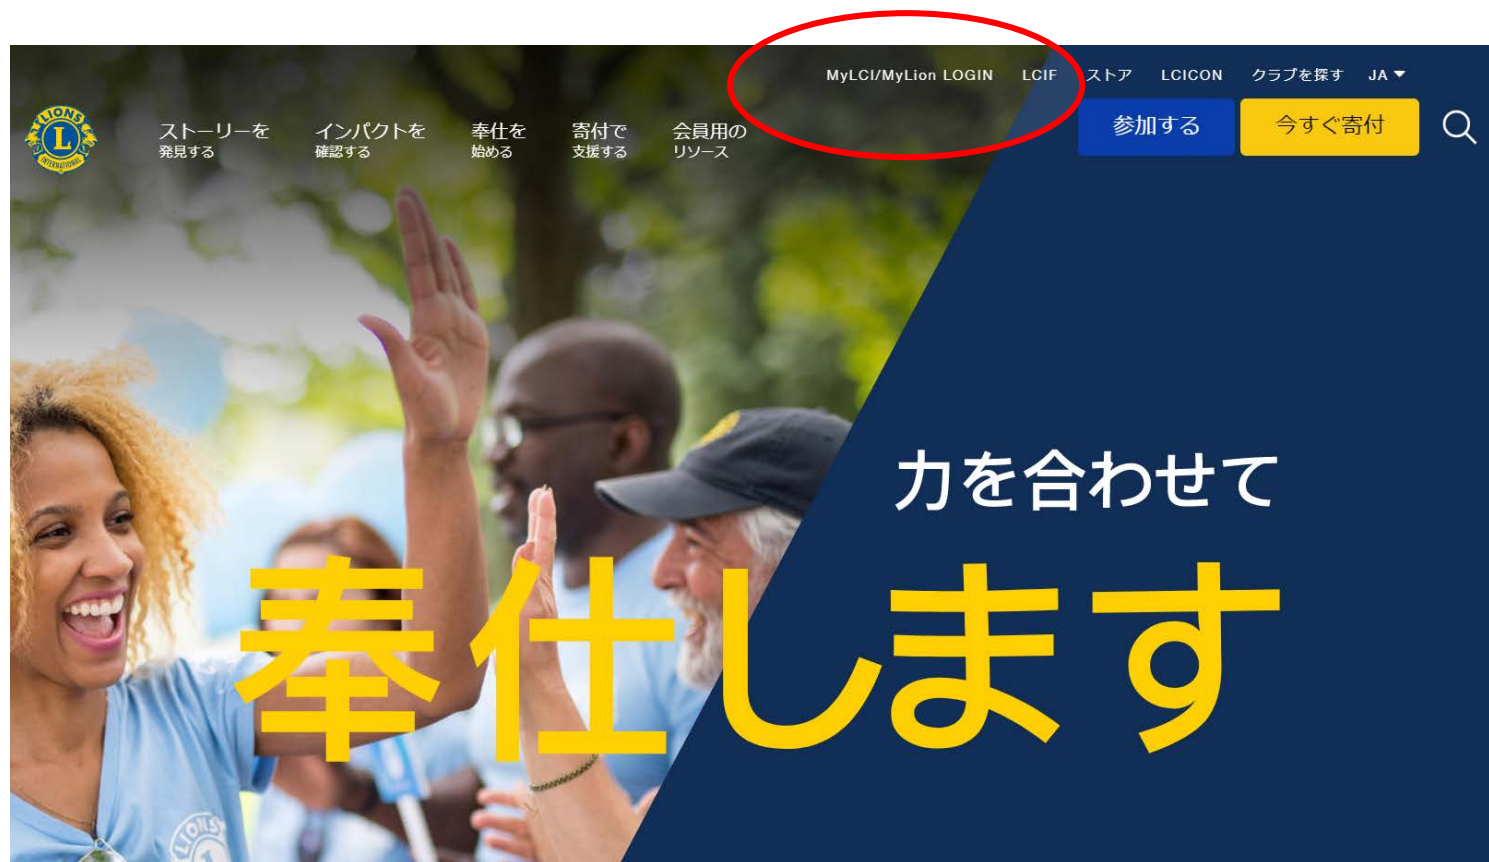 MyLCI/MyLion LOGIN LCIF ストア LCICON クラブを探す JA
LIONS
L
INTERNATIONAL
ストーリーを
発見する
インパクトを
確認する
奉仕を
始める
寄付で
支援する
会員用の
リソース
参加する
今すぐ寄付
力を合わせて
奉仕します
LIONS